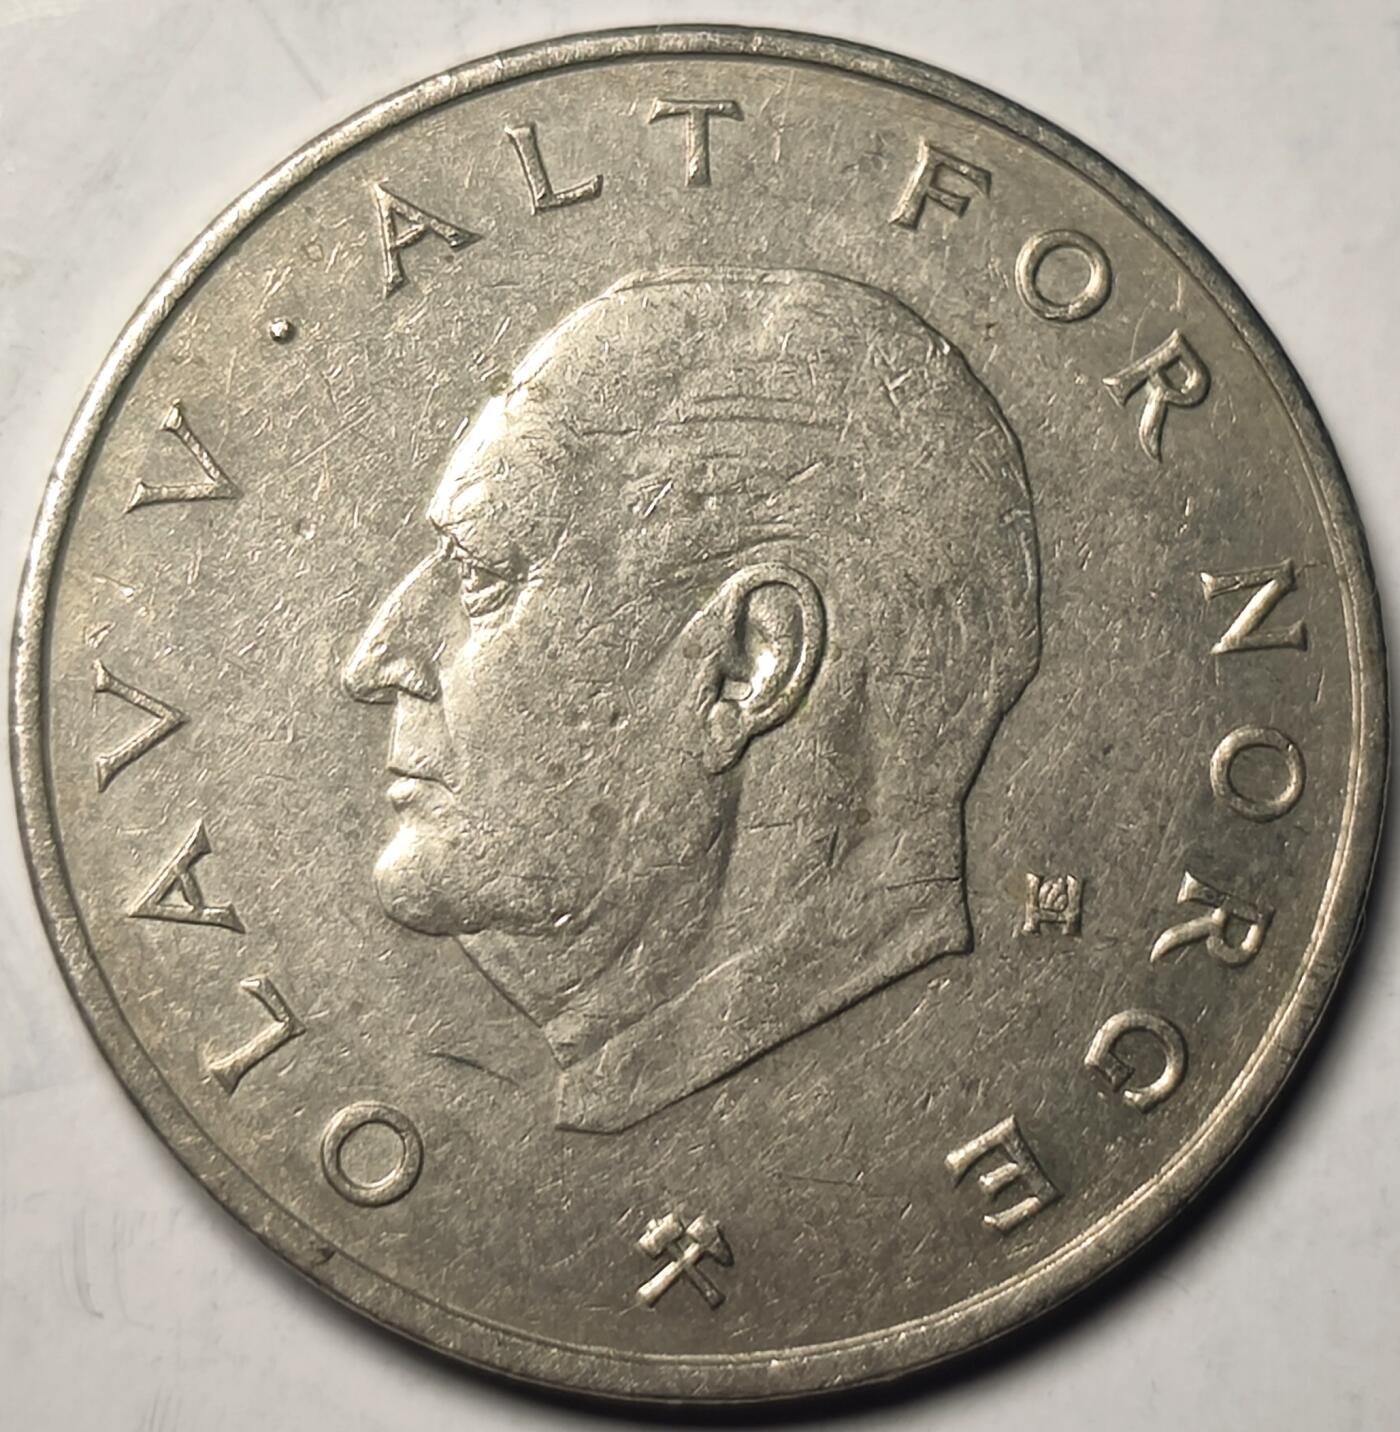 OLAV V · ALT FOR NORGE